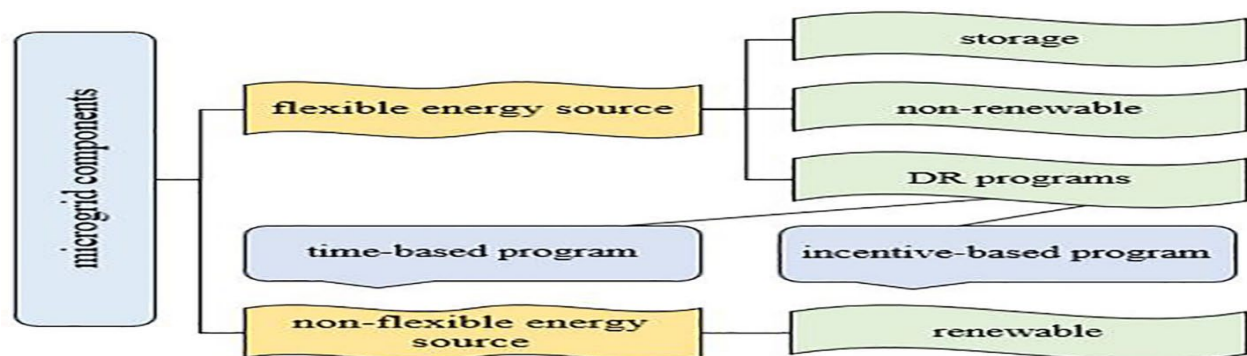 microgrid components
flexible energy source
storage
non-renewable
DR programs
time-based program
incentive-based program
non-flexible energy
source
renewable